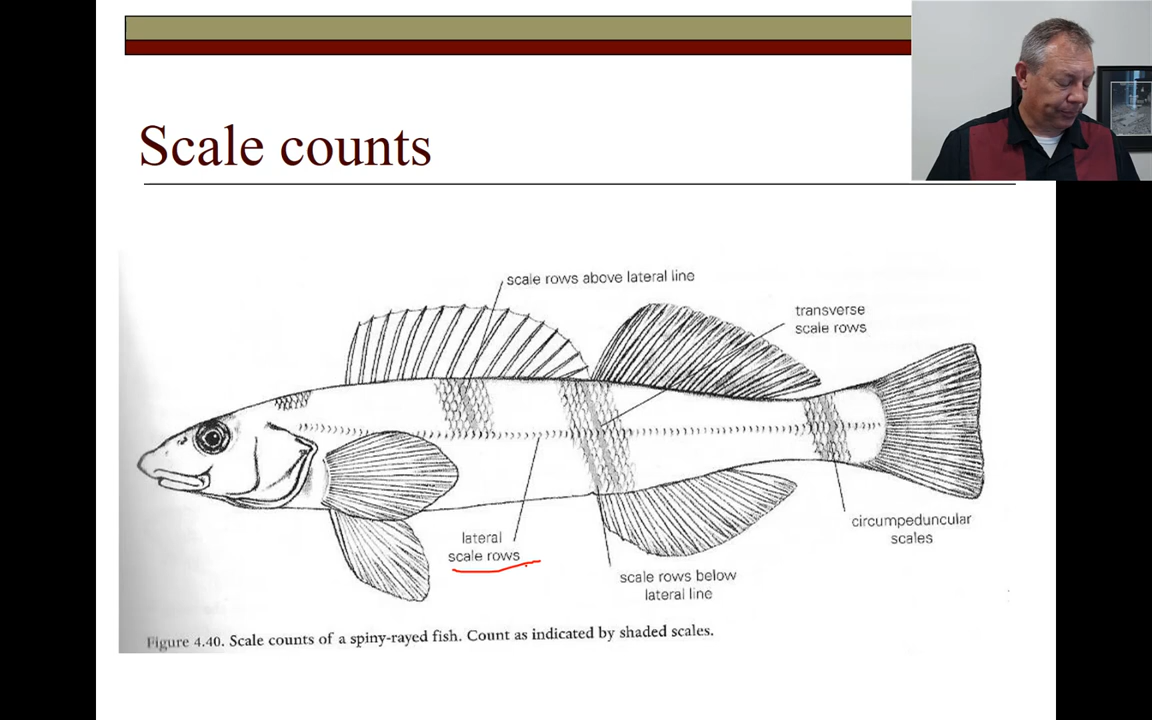 Scale counts
scale rows above lateral line
transverse
scale rows
lateral
scale rows
circumpeduncular
scales
scale rows below
lateral line
Figure 4.40. Scale counts of a spiny-rayed fish. Count as indicated by shaded scales.